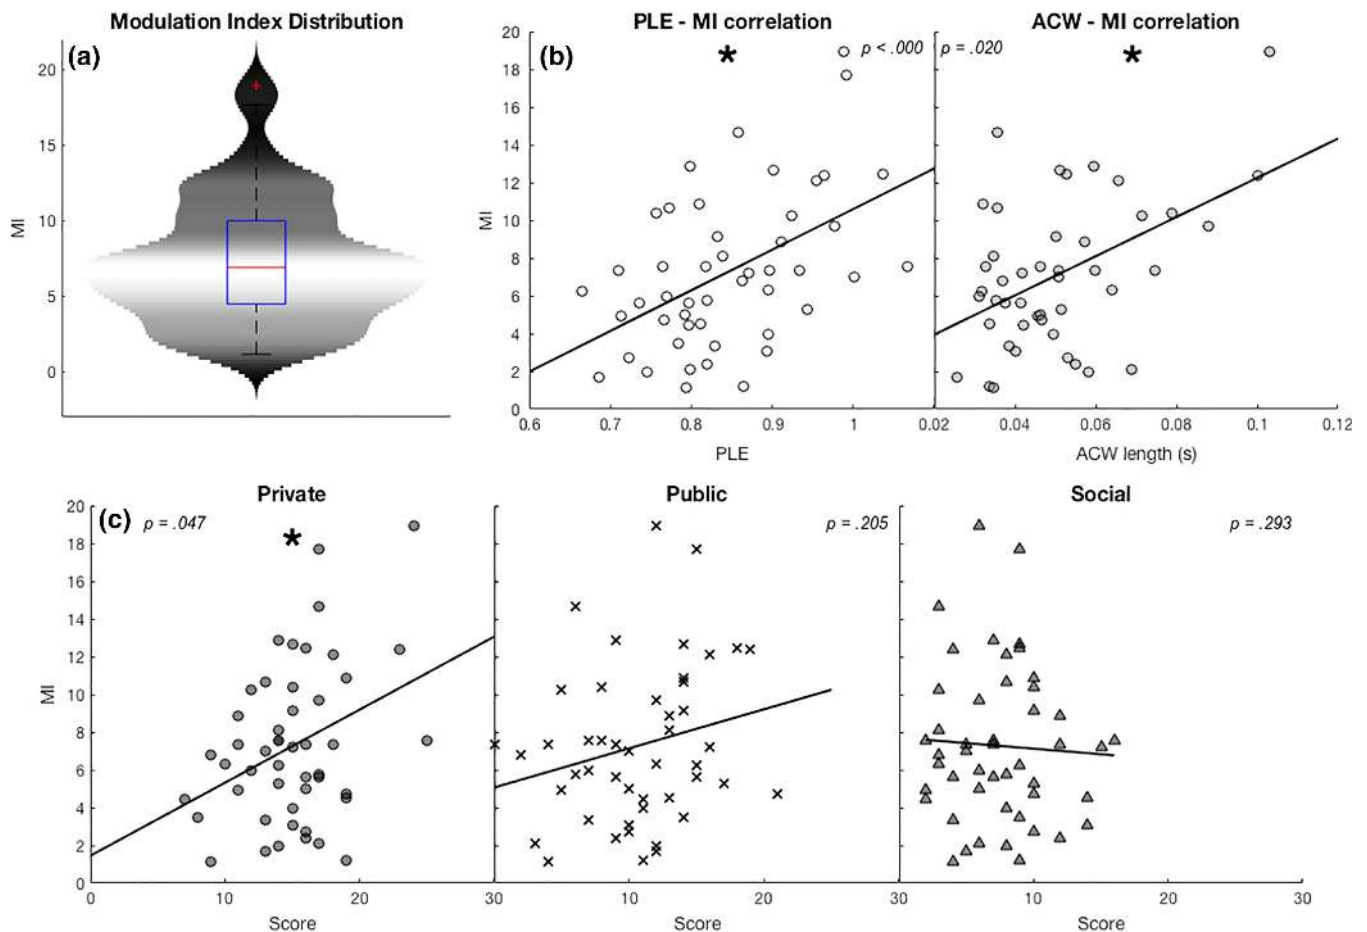 Modulation Index Distribution
(a)
20
15
10
5
0
MI
PLE - MI correlation
(b)
*
p < .000
20
18
16
14
12
10
8
6
4
2
0
MI
0.6 0.7 0.8 0.9 1
PLE
ACW - MI correlation
p = .020
*
0.02 0.04 0.06 0.08 0.1 0.12
ACW length (s)
Private
(c)
p = .047
*
20
18
16
14
12
10
8
6
4
2
0
MI
0 10 20 30
Score
Public
p = .205
10 20 30
Score
Social
p = .293
10 20 30
Score